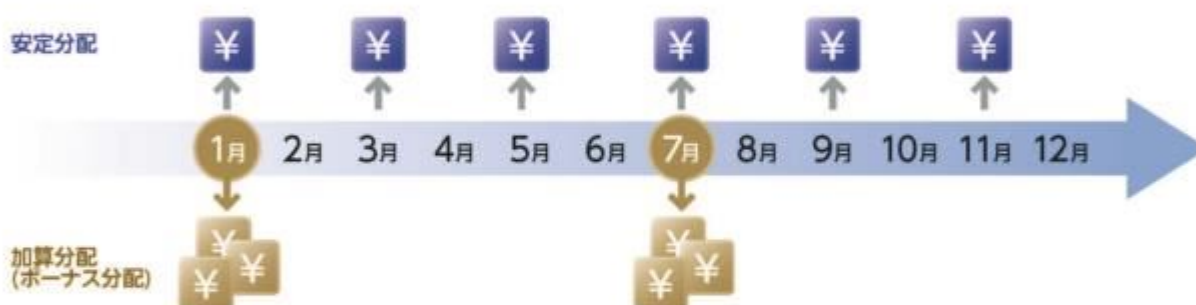 安定分配 ¥ ¥ ¥ ¥ ¥ ¥
1月 2月 3月 4月 5月 6月 7月 8月 9月 10月 11月 12月
加算分配
(ボーナス分配)
¥ ¥ ¥ ¥ ¥ ¥